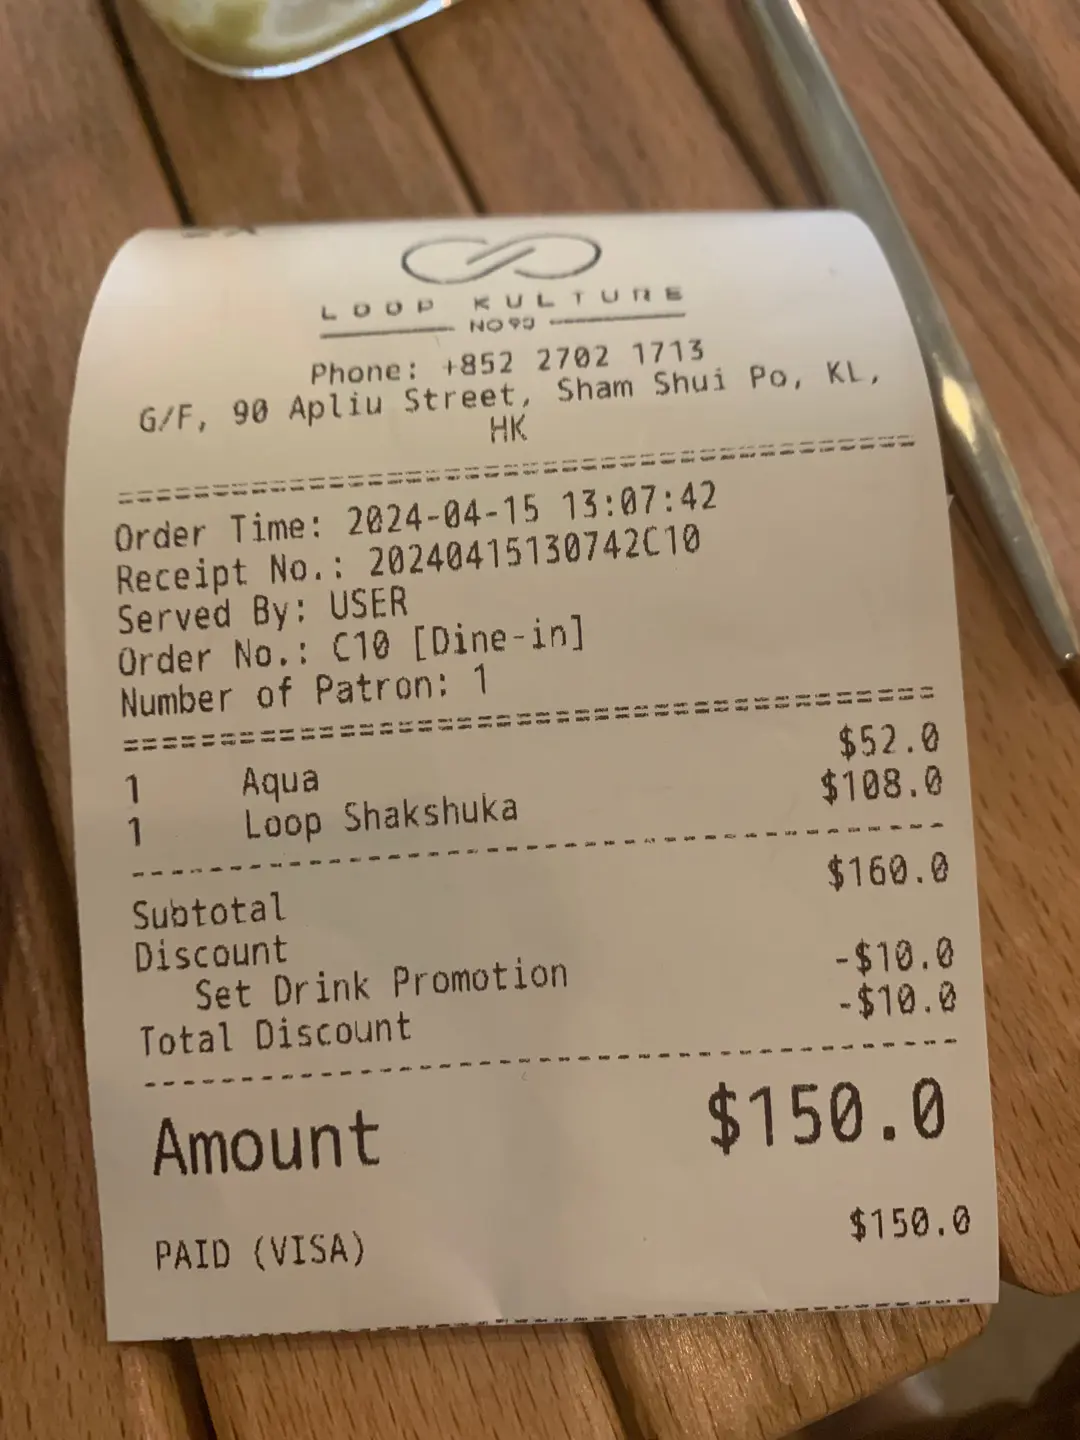 LOOP KULTURE
NO 90
Phone: +852 2702 1713
G/F, 90 Apliu Street, Sham Shui Po, KL,
HK
========================================
Order Time: 2024-04-15 13:07:42
Receipt No.: 20240415130742C10
Served By: USER
Order No.: C10 [Dine-in]
Number of Patron: 1
========================================
1 Aqua $52.0
1 Loop Shakshuka $108.0
----------------------------------------
Subtotal $160.0
Discount
Set Drink Promotion -$10.0
Total Discount -$10.0
----------------------------------------
Amount $150.0
PAID (VISA) $150.0